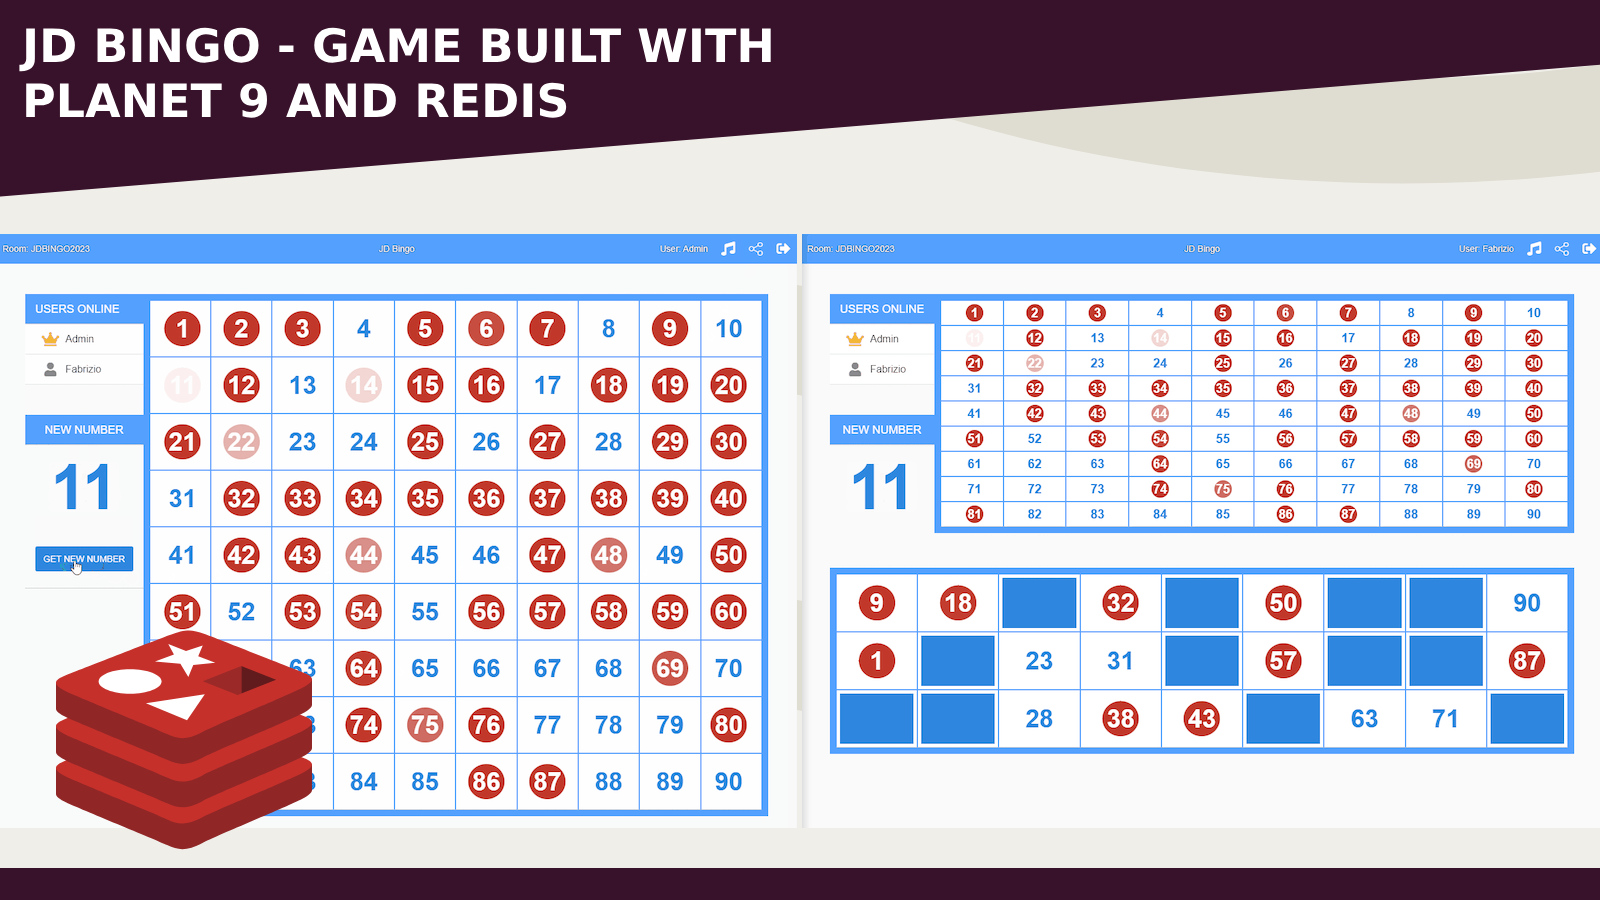 JD BINGO - GAME BUILT WITH
PLANET 9 AND REDIS
Room: JDBINGO2023
JD Bingo
User: Admin
USERS ONLINE
Admin
Fabrizio
NEW NUMBER
11
GET NEW NUMBER
1 2 3 4 5 6 7 8 9 10
11 12 13 14 15 16 17 18 19 20
21 22 23 24 25 26 27 28 29 30
31 32 33 34 35 36 37 38 39 40
41 42 43 44 45 46 47 48 49 50
51 52 53 54 55 56 57 58 59 60
63 64 65 66 67 68 69 70
74 75 76 77 78 79 80
84 85 86 87 88 89 90
Room: JDBINGO2023
JD Bingo
User: Fabrizio
USERS ONLINE
Admin
Fabrizio
NEW NUMBER
11
1 2 3 4 5 6 7 8 9 10
11 12 13 14 15 16 17 18 19 20
21 22 23 24 25 26 27 28 29 30
31 32 33 34 35 36 37 38 39 40
41 42 43 44 45 46 47 48 49 50
51 52 53 54 55 56 57 58 59 60
61 62 63 64 65 66 67 68 69 70
71 72 73 74 75 76 77 78 79 80
81 82 83 84 85 86 87 88 89 90
9 18 32 50 90
1 23 31 57 87
28 38 43 63 71